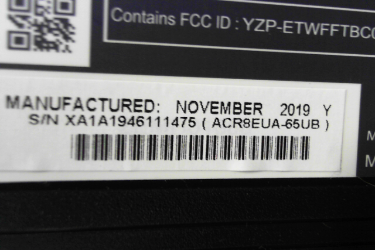 Contains FCC ID : YZP-ETWFFTBC
MANUFACTURED: NOVEMBER 2019 Y
S/N XA1A1946111475 ( ACR8EUA-65UB )
M